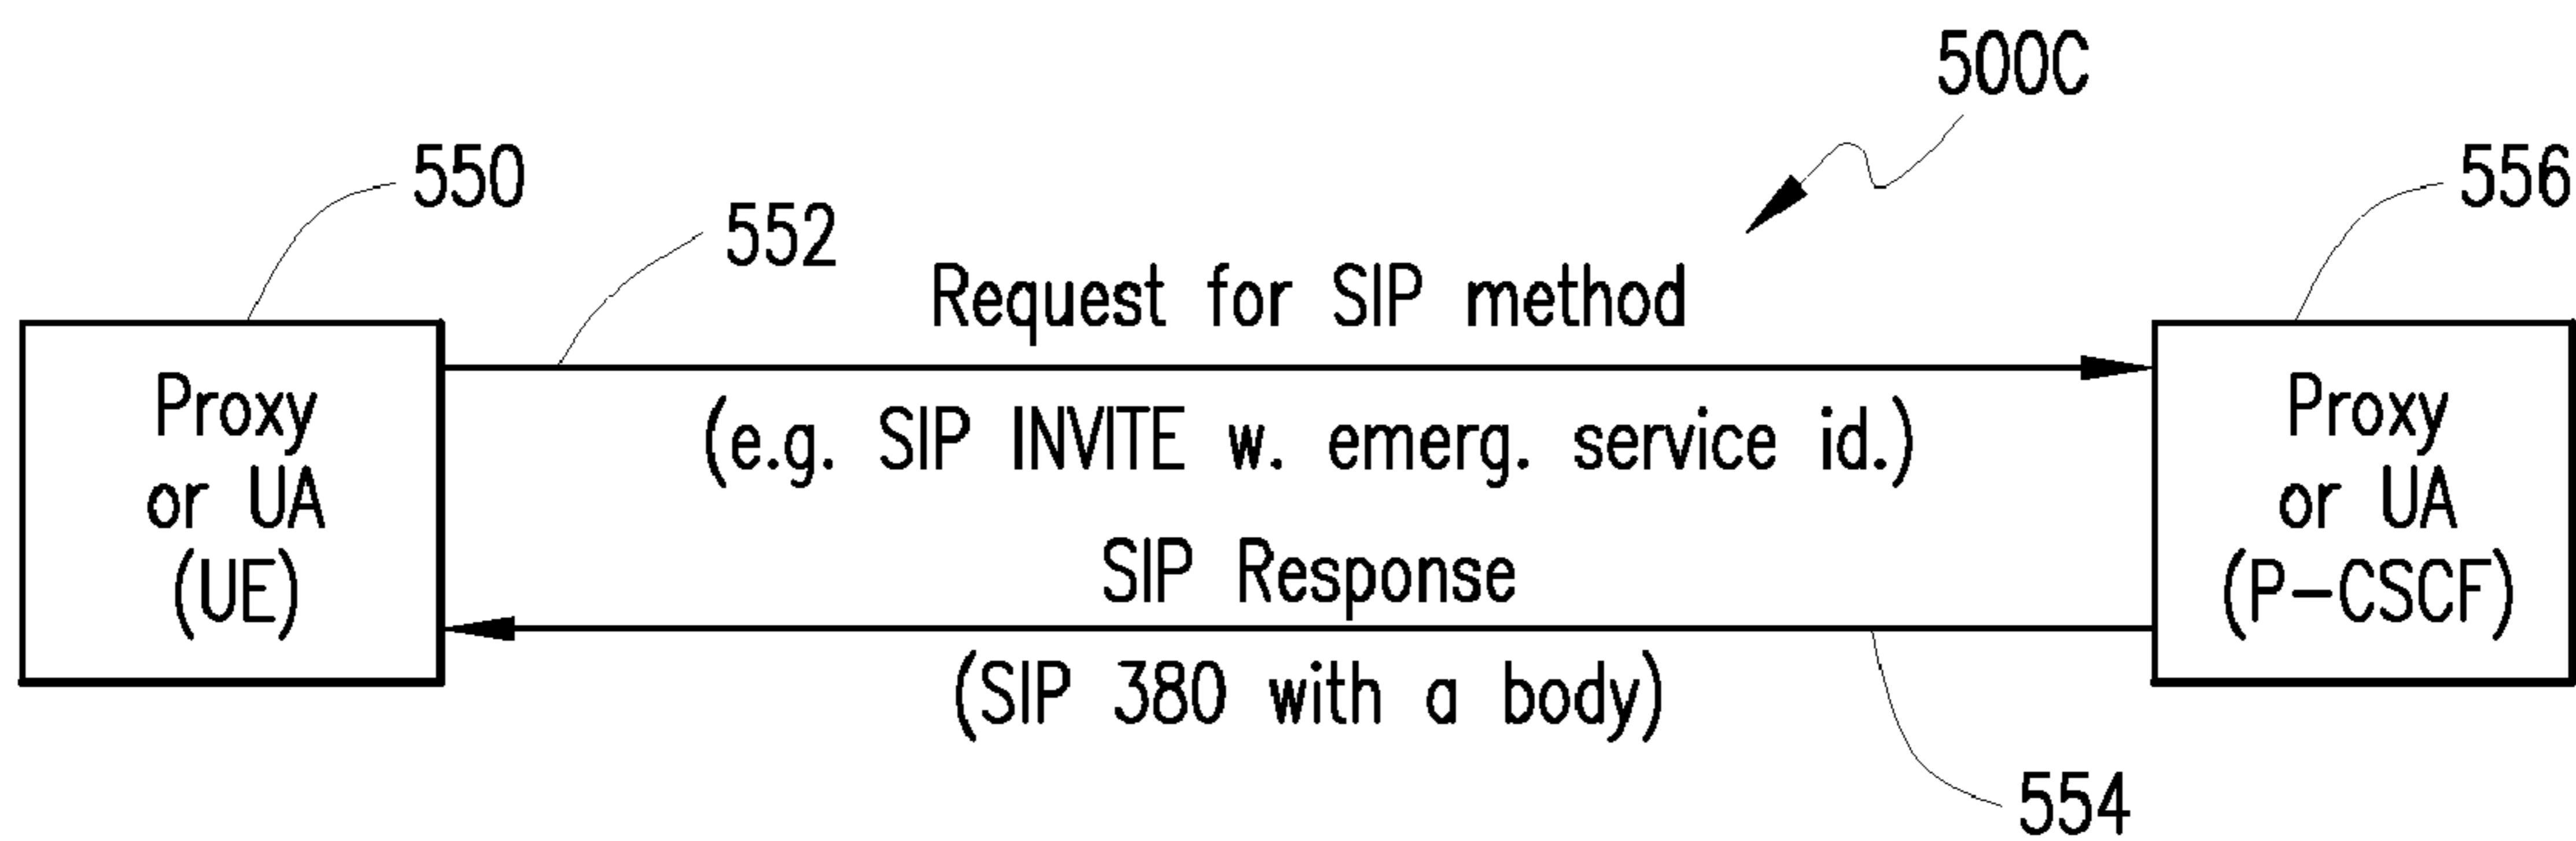 500C
550
556
552
Request for SIP method
(e.g. SIP INVITE w. emerg. service id.)
Proxy
or UA
(UE)
Proxy
or UA
(P-CSCF)
SIP Response
(SIP 380 with a body)
554